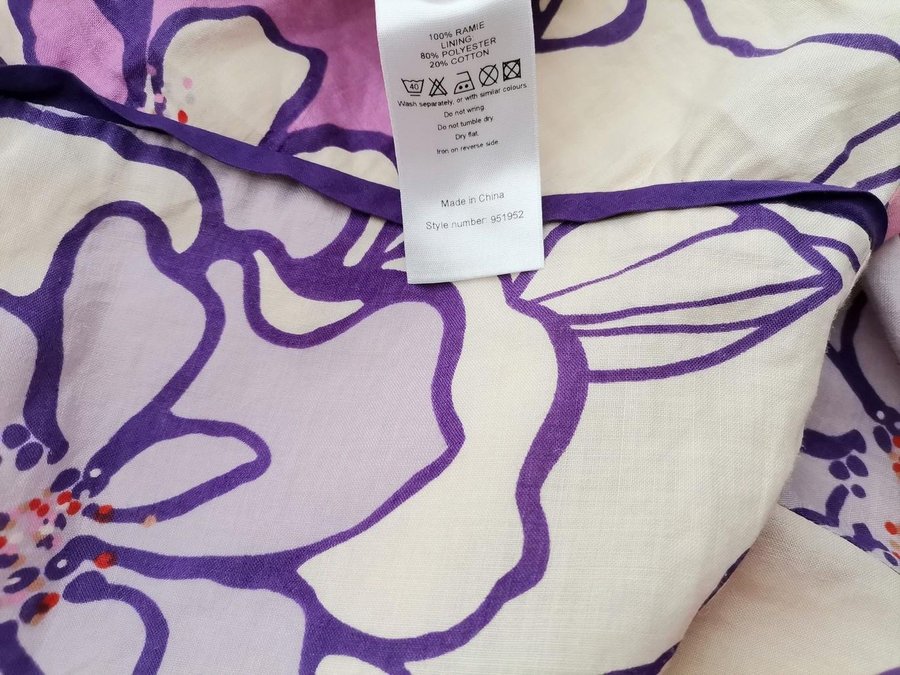 100% RAMIE
LINING
80% POLYESTER
20% COTTON
40
Wash separately, or with similar colours
Do not wring
Do not tumble dry
Dry flat.
Iron on reverse side
Made in China
Style number: 951952